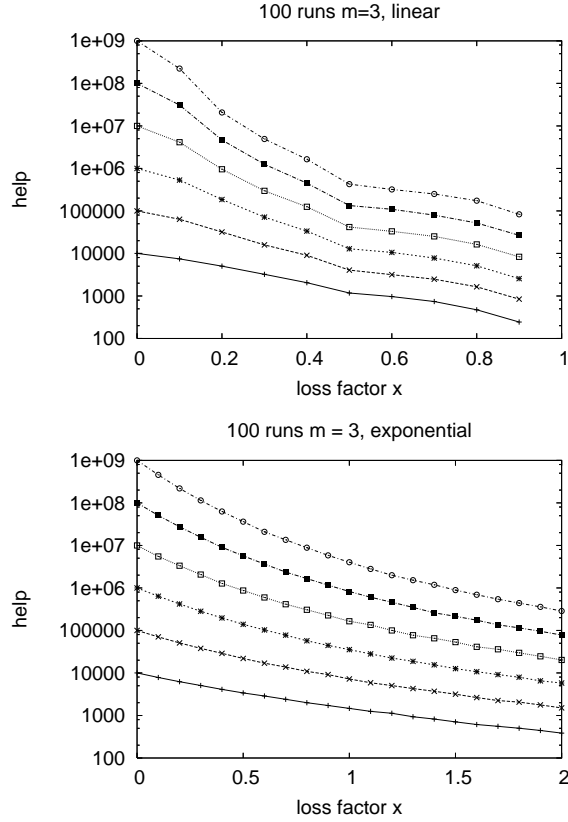 100 runs m=3, linear
1e+09
1e+08
1e+07
1e+06
100000
10000
1000
100
help
0 0.2 0.4 0.6 0.8 1
loss factor x
100 runs m = 3, exponential
1e+09
1e+08
1e+07
1e+06
100000
10000
1000
100
help
0 0.5 1 1.5 2
loss factor x